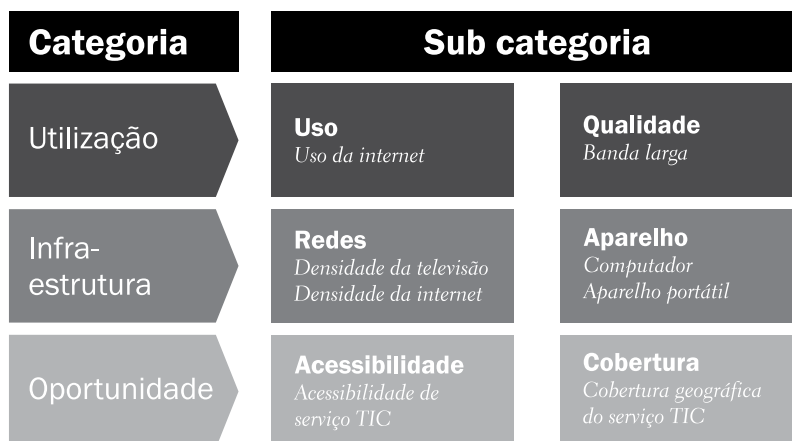 Categoria
Sub categoria
Utilização
Uso
Uso da internet
Qualidade
Banda larga
Infra-
estrutura
Redes
Densidade da televisão
Densidade da internet
Aparelho
Computador
Aparelho portátil
Oportunidade
Acessibilidade
Acessibilidade de
serviço TIC
Cobertura
Cobertura geográfica
do serviço TIC